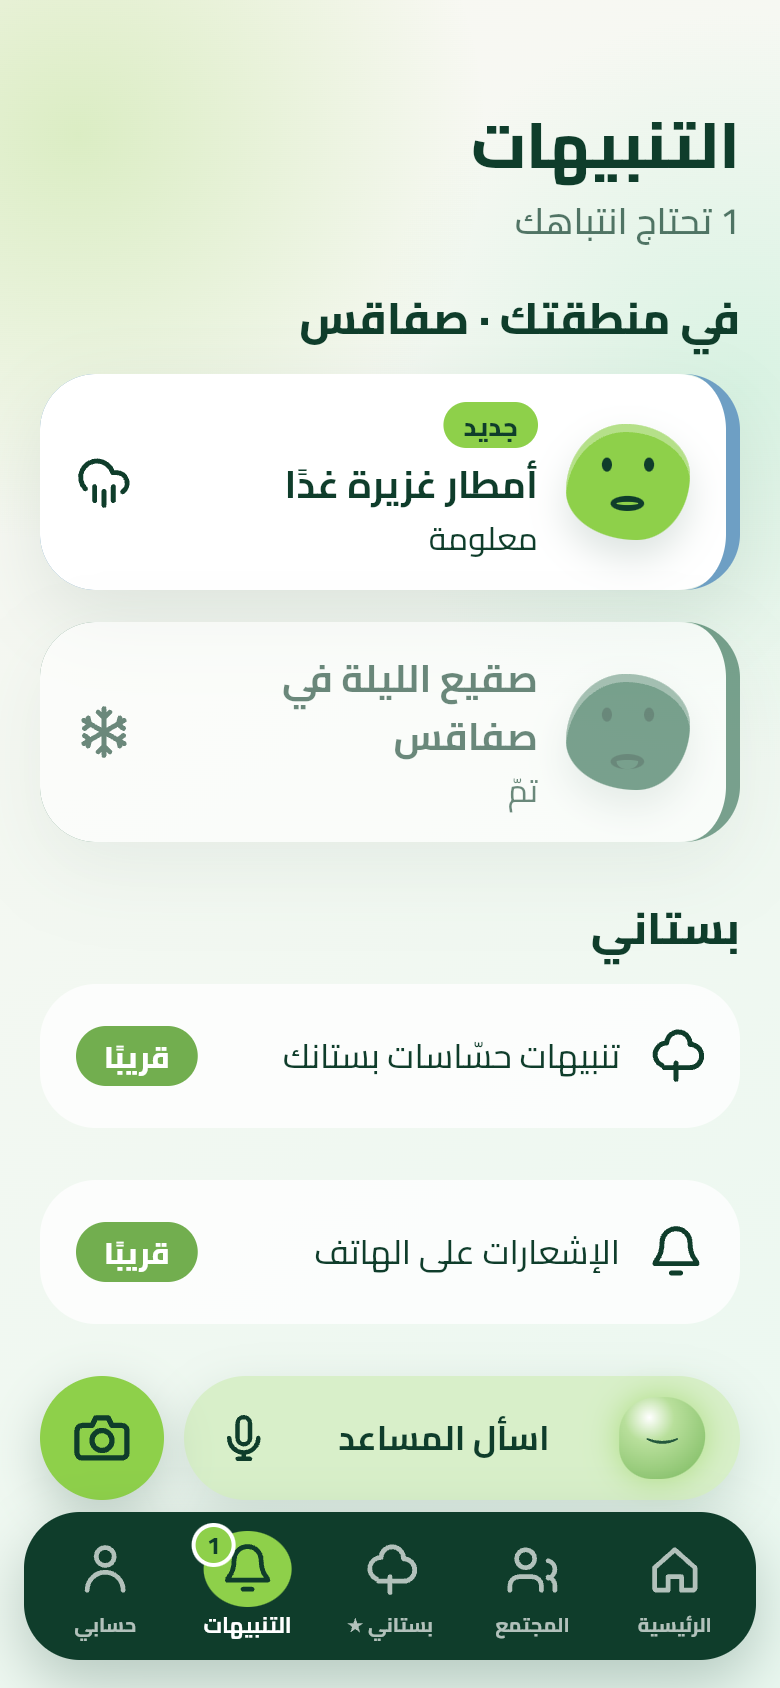 التنبيهات
1 تحتاج انتباهك
في منطقتك · صفاقس
جديد
أمطار غزيرة غدًا
معلومة
صقيع الليلة في
صفاقس
تمّ
بستاني
تنبيهات حسّاسات بستانك
قريبًا
الإشعارات على الهاتف
قريبًا
اسأل المساعد
الرئيسية
المجتمع
بستاني ★
1
التنبيهات
حسابي